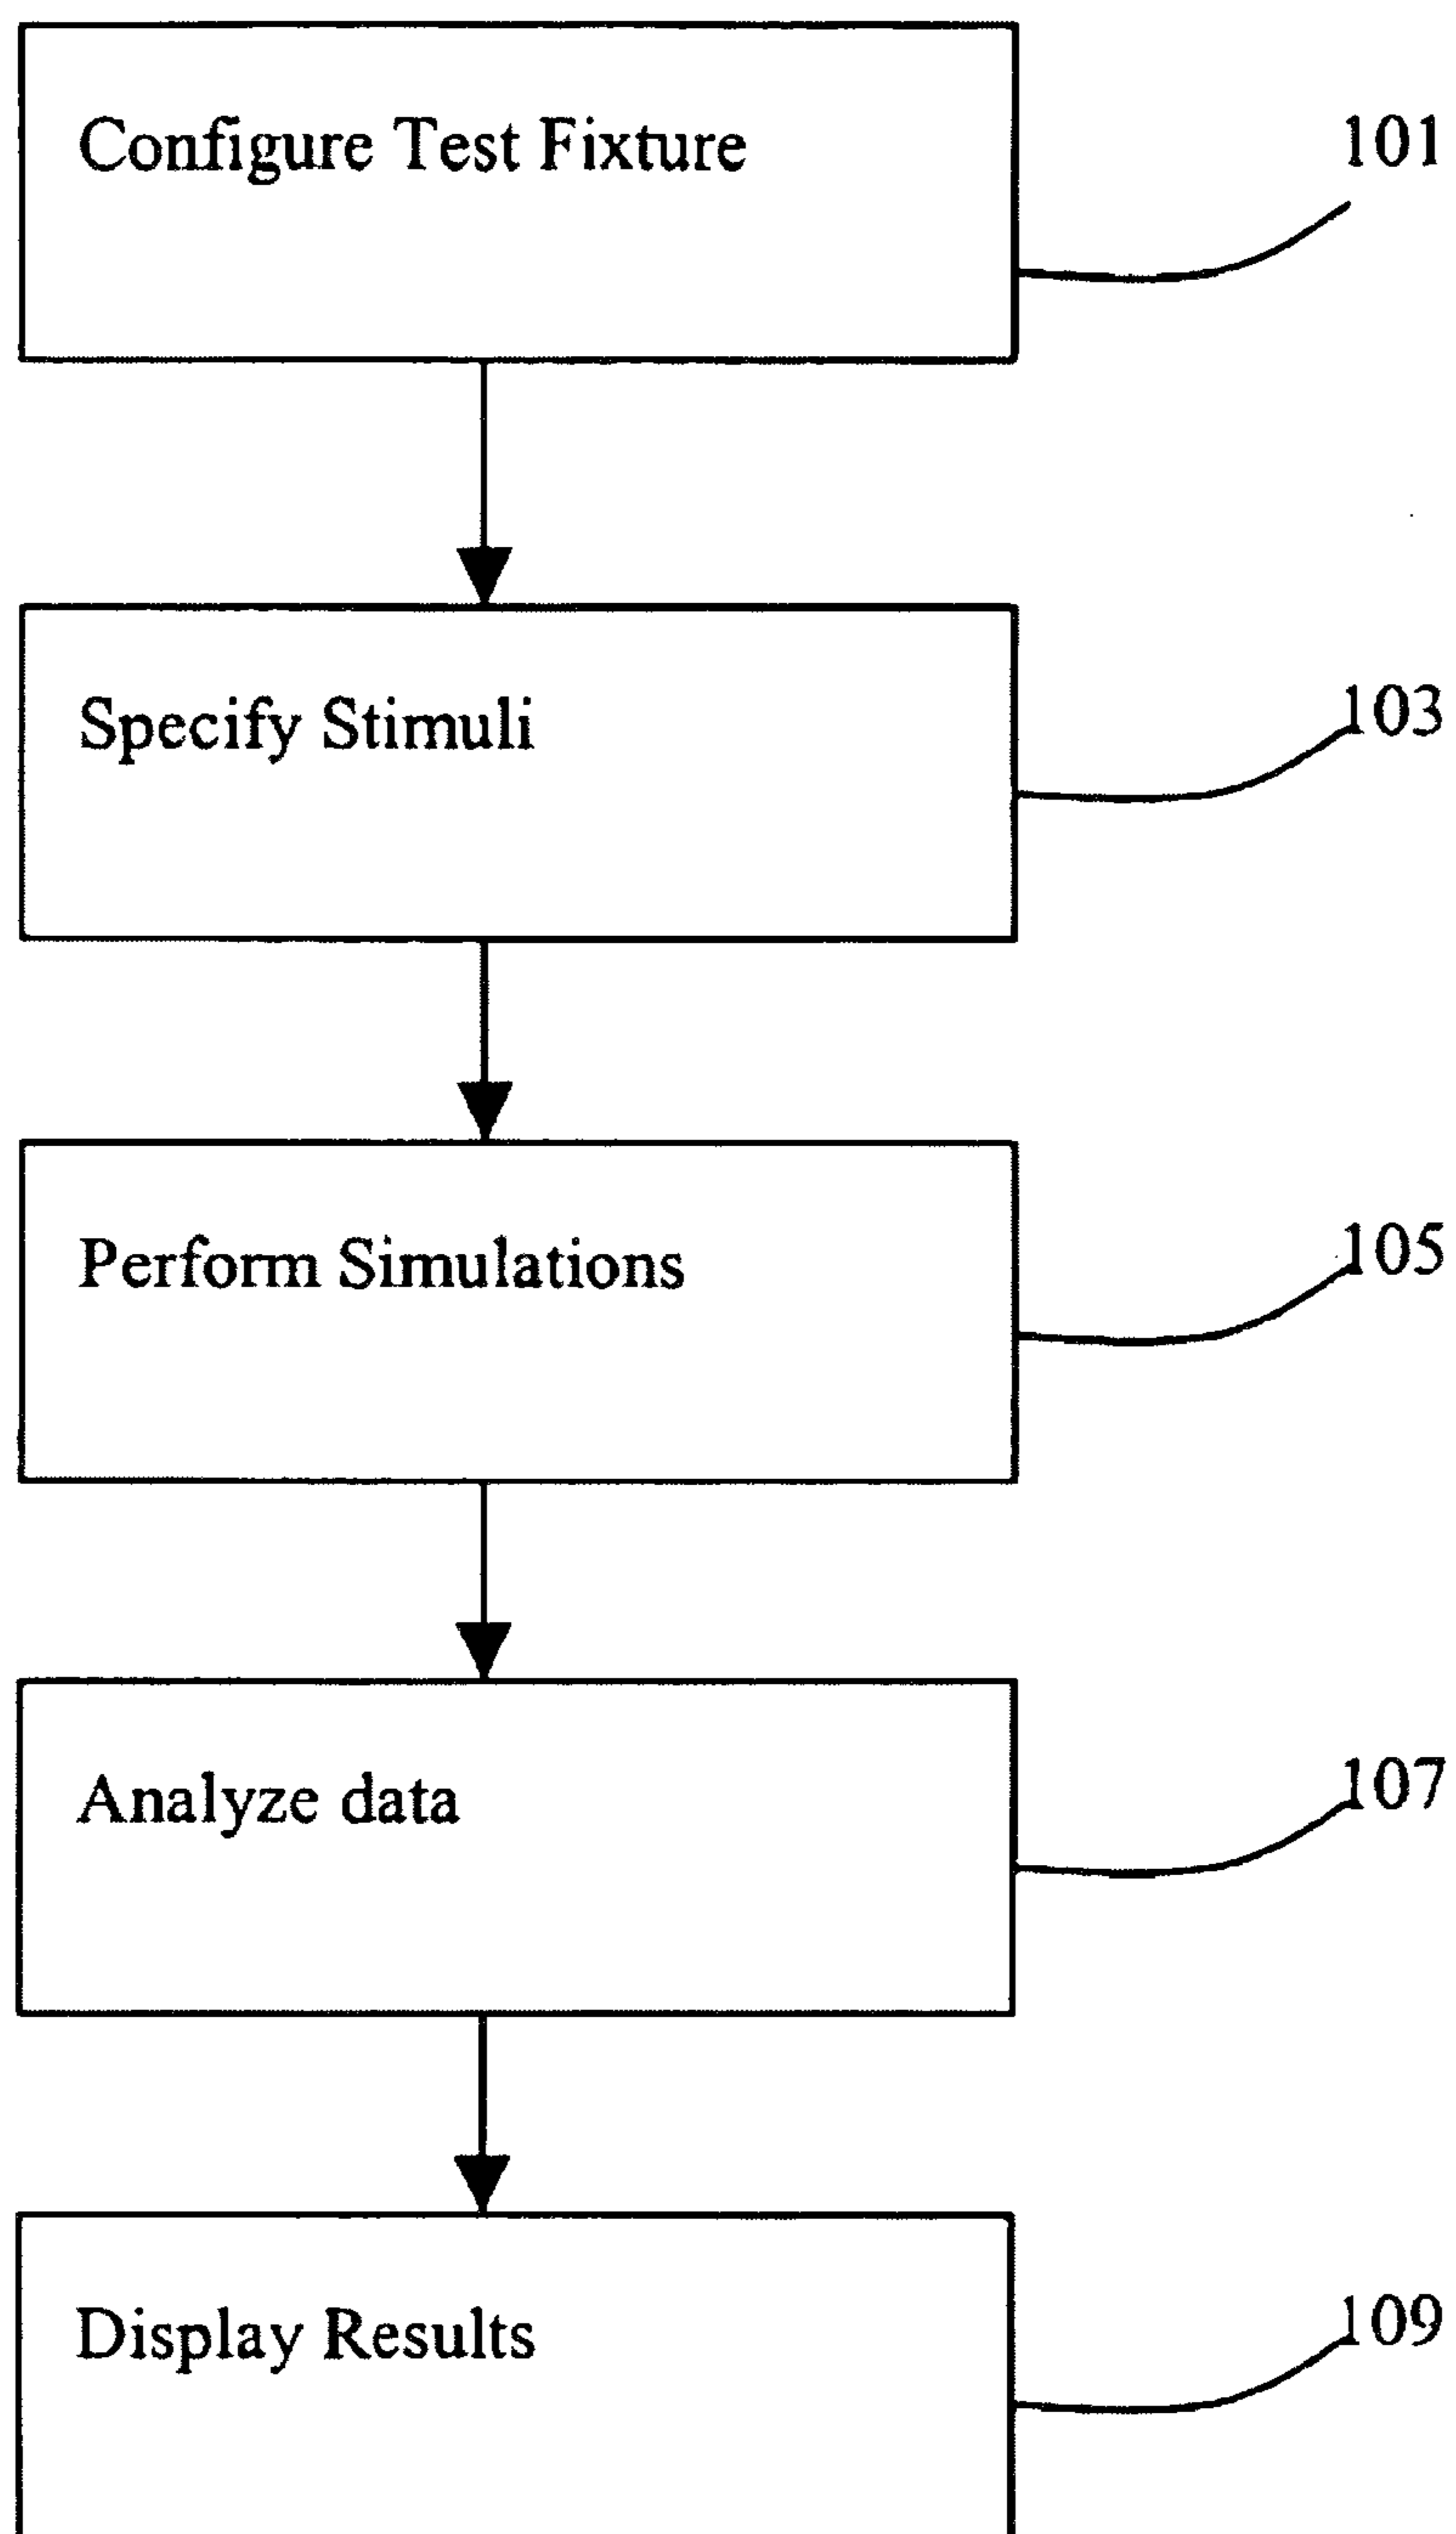 Configure Test Fixture
101
Specify Stimuli
103
Perform Simulations
105
Analyze data
107
Display Results
109